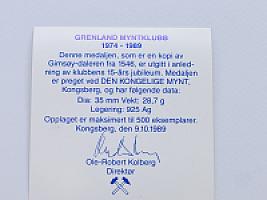 GRENLAND MYNTKLUBB
1974 - 1989
Denne medaljen, som er en kopi av
Gimsøy-daleren fra 1546, er utgitt i anled-
ning av klubbens 15-års jubileum. Medaljen
er preget ved DEN KONGELIGE MYNT,
Kongsberg, og har følgende data:
Dia: 35 mm Vekt: 28,7 g
Legering: 925 Ag
Opplaget er maksimert til 500 eksemplarer.
Kongsberg, 9.10.1989
Ole-Robert Kolberg
Direktør